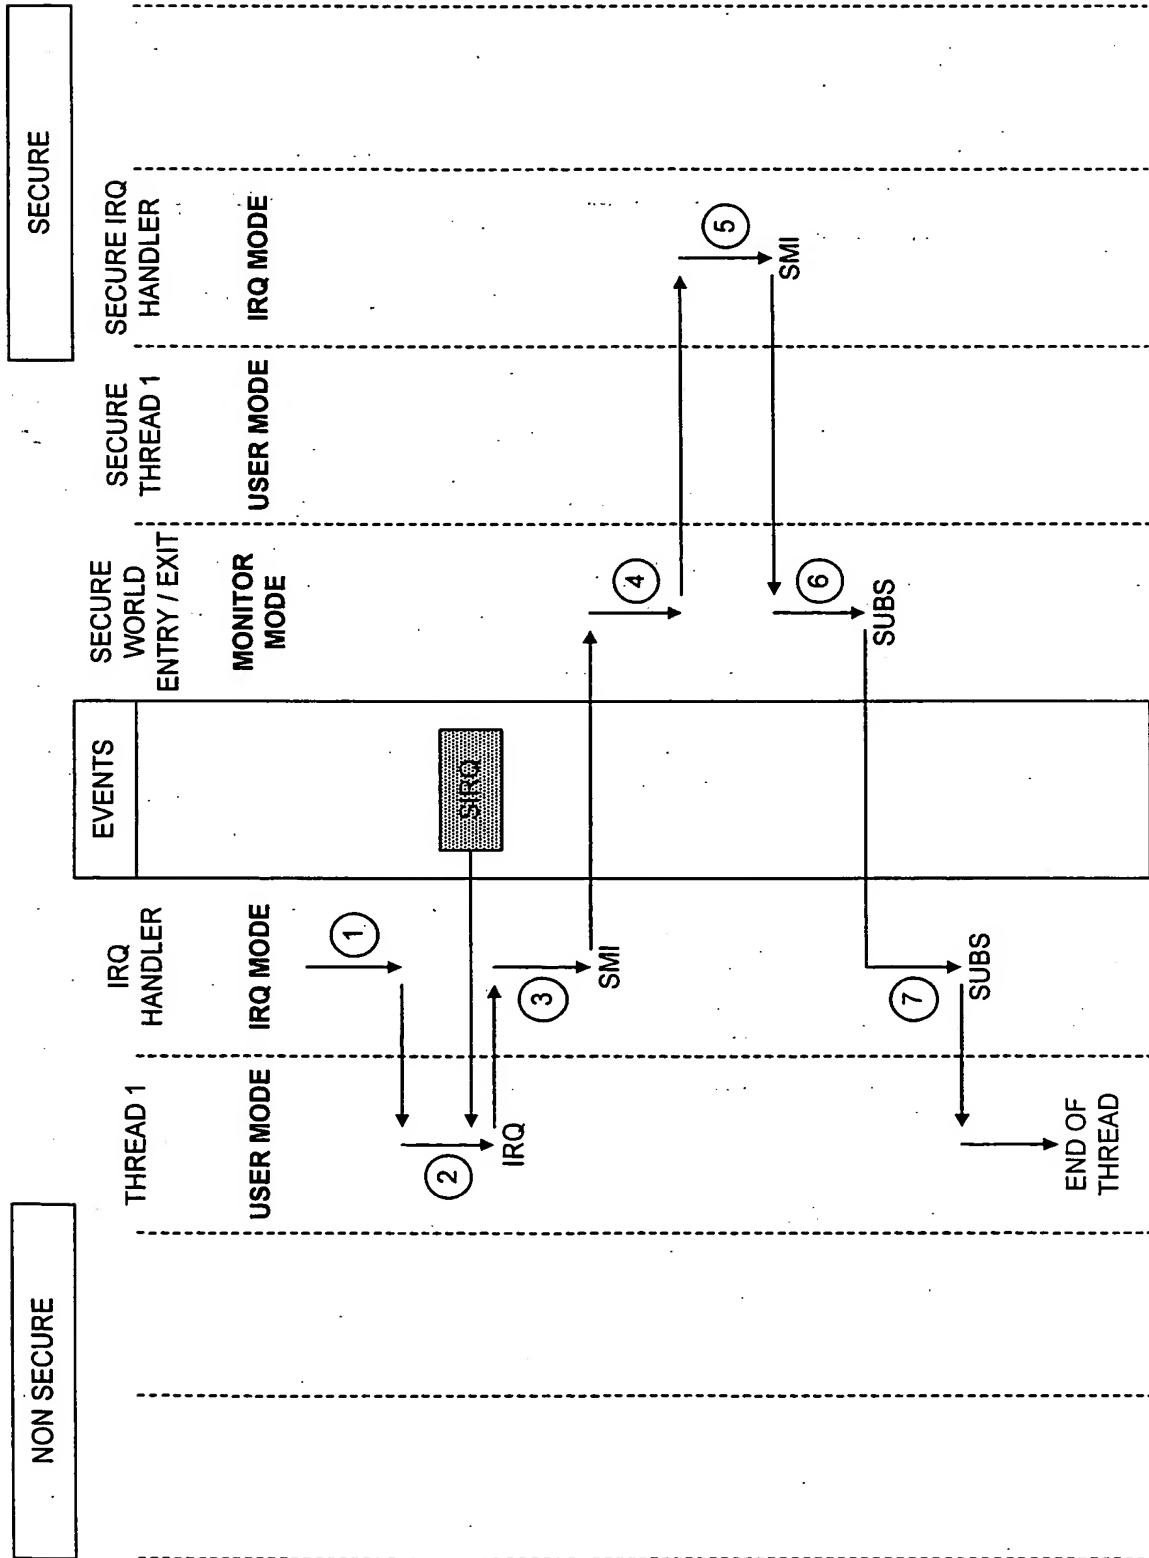 NON SECURE
SECURE
THREAD 1
USER MODE
IRQ
HANDLER
IRQ MODE
EVENTS
SECURE
WORLD
ENTRY / EXIT
MONITOR
MODE
SECURE
THREAD 1
USER MODE
SECURE IRQ
HANDLER
IRQ MODE
1
2
SIRQ
IRQ
3
SMI
4
5
SMI
6
SUBS
7
SUBS
END OF
THREAD